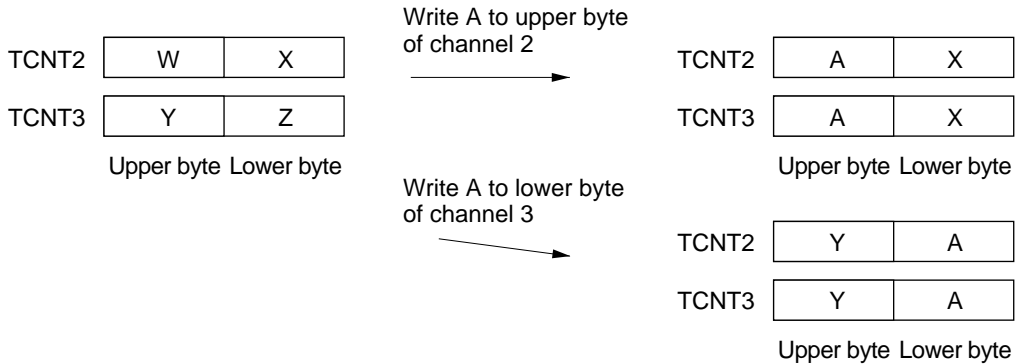 Write A to upper byte
of channel 2
TCNT2 W X
TCNT2 A X
TCNT3 Y Z
TCNT3 A X
Upper byte Lower byte
Upper byte Lower byte
Write A to lower byte
of channel 3
TCNT2 Y A
TCNT3 Y A
Upper byte Lower byte